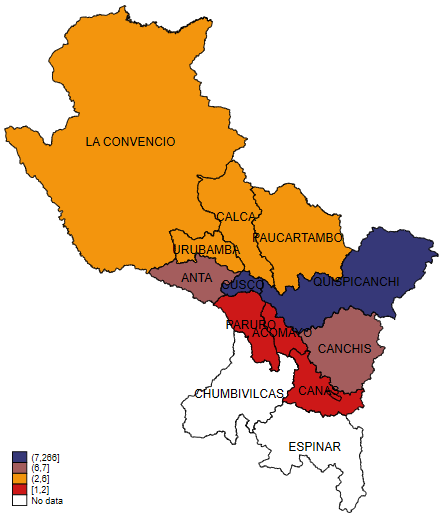 LA CONVENCIO
CALCA
PAUCARTAMBO
URUBAMBA
ANTA
CUSCO
QUISPICANCHI
PARURO
ACOMAYO
CANCHIS
CHUMBIVILCAS
CANAS
ESPINAR
(7,266]
(6,7]
(2,6]
[1,2]
No data